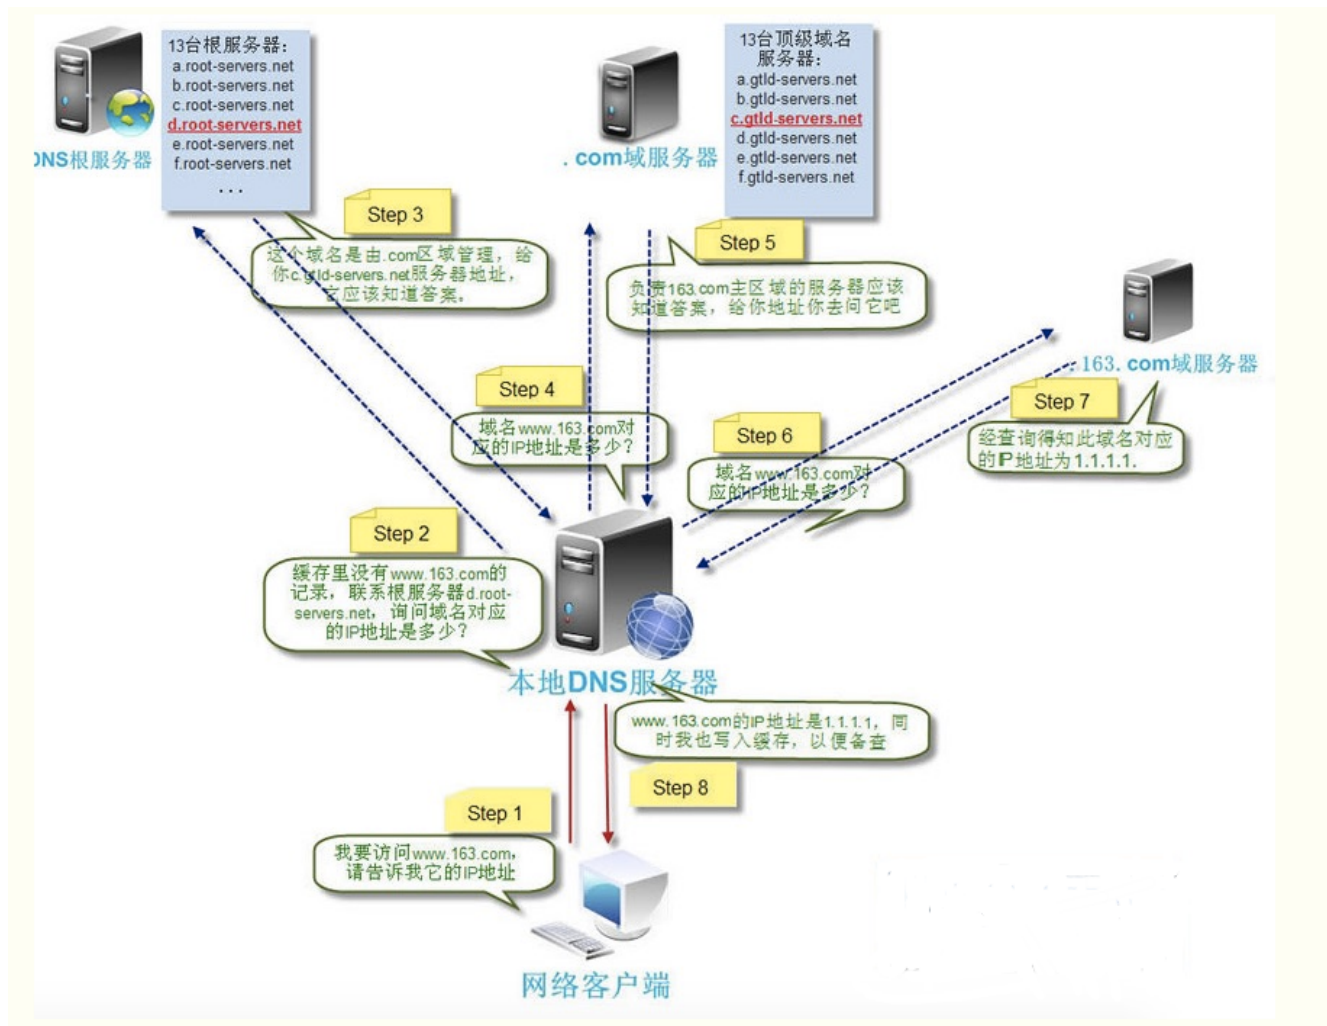 13台根服务器：
a.root-servers.net
b.root-servers.net
c.root-servers.net
d.root-servers.net
e.root-servers.net
f.root-servers.net
...
DNS根服务器
.com域服务器
13台顶级域名
服务器：
a.gtld-servers.net
b.gtld-servers.net
c.gtld-servers.net
d.gtld-servers.net
e.gtld-servers.net
f.gtld-servers.net
Step 3
这个域名是由.com区域管理，给
你c.gtld-servers.net服务器地址，
它应该知道答案。
Step 5
负责163.com主区域的服务器应该
知道答案，给你地址你去问它吧
.163.com域服务器
Step 4
域名www.163.com对
应的IP地址是多少？
Step 6
域名www.163.com对
应的IP地址是多少？
Step 7
经查询得知此域名对应
的IP地址为1.1.1.1.
Step 2
缓存里没有www.163.com的
记录，联系根服务器d.root-
servers.net，询问域名对应
的IP地址是多少？
本地DNS服务器
www.163.com的IP地址是1.1.1.1，同
时我也写入缓存，以便备查
Step 8
Step 1
我要访问www.163.com，
请告诉我它的IP地址
网络客户端